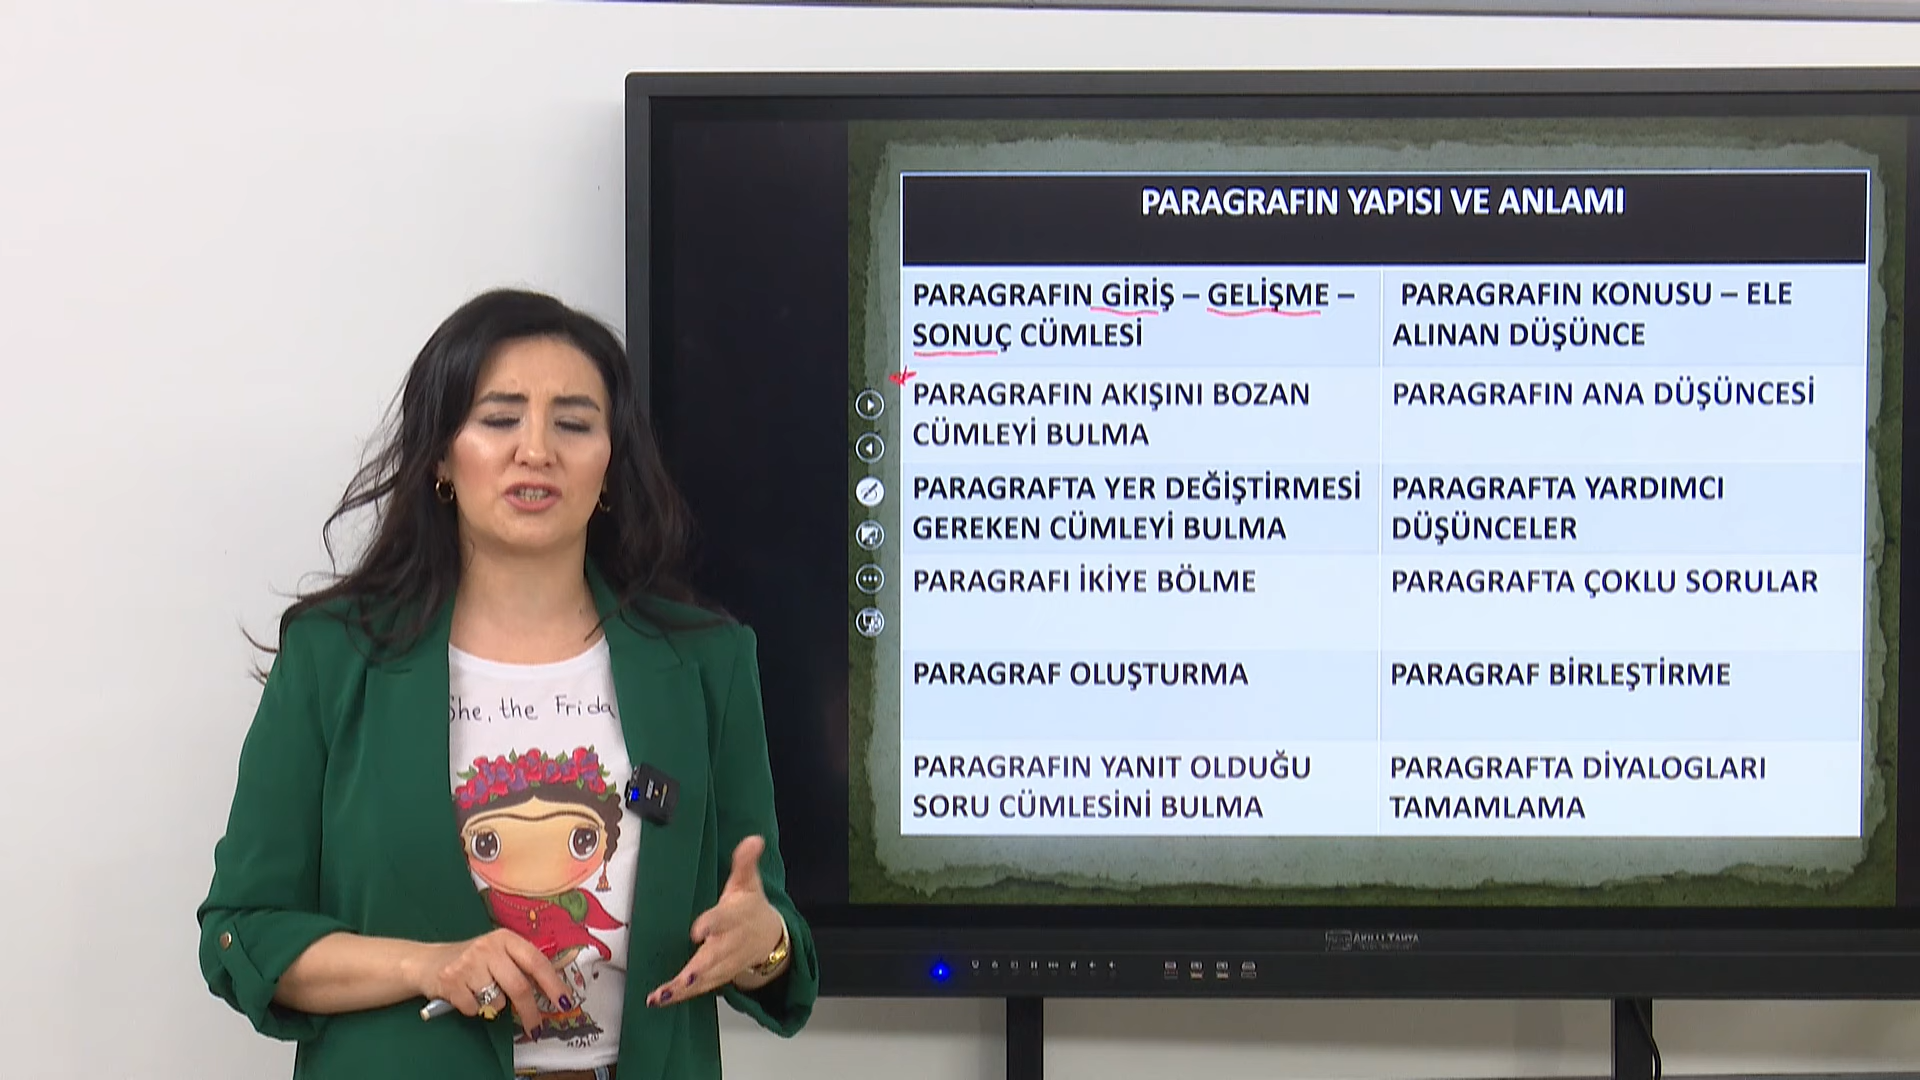 PARAGRAFIN YAPISI VE ANLAMI
PARAGRAFIN GİRİŞ – GELİŞME –
SONUÇ CÜMLESİ
PARAGRAFIN KONUSU – ELE
ALINAN DÜŞÜNCE
PARAGRAFIN AKIŞINI BOZAN
CÜMLEYİ BULMA
PARAGRAFIN ANA DÜŞÜNCESİ
PARAGRAFTA YER DEĞİŞTİRMESİ
GEREKEN CÜMLEYİ BULMA
PARAGRAFTA YARDIMCI
DÜŞÜNCELER
PARAGRAFI İKİYE BÖLME
PARAGRAFTA ÇOKLU SORULAR
PARAGRAF OLUŞTURMA
PARAGRAF BİRLEŞTİRME
PARAGRAFIN YANIT OLDUĞU
SORU CÜMLESİNİ BULMA
PARAGRAFTA DİYALOGLARI
TAMAMLAMA
She, the Frida
AKILLI TAHTA